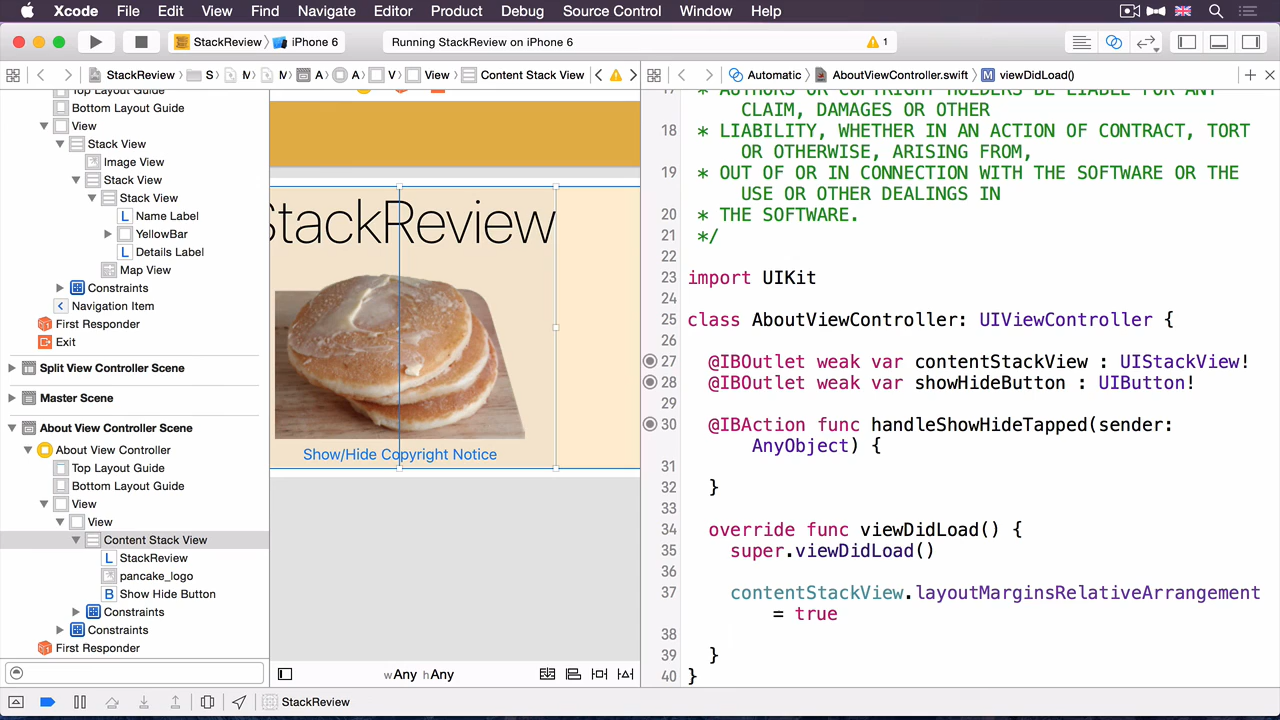 Xcode File Edit View Find Navigate Editor Product Debug Source Control Window Help
StackReview iPhone 6 Running StackReview on iPhone 6 1
StackReview S M M A A V View Content Stack View
Automatic AboutViewController.swift M viewDidLoad()
Top Layout Guide
Bottom Layout Guide
View
Stack View
Image View
Stack View
Stack View
L Name Label
YellowBar
L Details Label
Map View
Constraints
Navigation Item
First Responder
Exit
Split View Controller Scene
Master Scene
About View Controller Scene
About View Controller
Top Layout Guide
Bottom Layout Guide
View
View
Content Stack View
L StackReview
pancake_logo
B Show Hide Button
Constraints
Constraints
First Responder
StackReview
Show/Hide Copyright Notice
wAny hAny
17 * AUTHORS OR COPYRIGHT HOLDERS BE LIABLE FOR ANY
CLAIM, DAMAGES OR OTHER
18 * LIABILITY, WHETHER IN AN ACTION OF CONTRACT, TORT
OR OTHERWISE, ARISING FROM,
19 * OUT OF OR IN CONNECTION WITH THE SOFTWARE OR THE
USE OR OTHER DEALINGS IN
20 * THE SOFTWARE.
21 */
22
23 import UIKit
24
25 class AboutViewController: UIViewController {
26
27 @IBOutlet weak var contentStackView : UIStackView!
28 @IBOutlet weak var showHideButton : UIButton!
29
30 @IBAction func handleShowHideTapped(sender:
AnyObject) {
31
32 }
33
34 override func viewDidLoad() {
35 super.viewDidLoad()
36
37 contentStackView.layoutMarginsRelativeArrangement
= true
38
39 }
40 }
StackReview